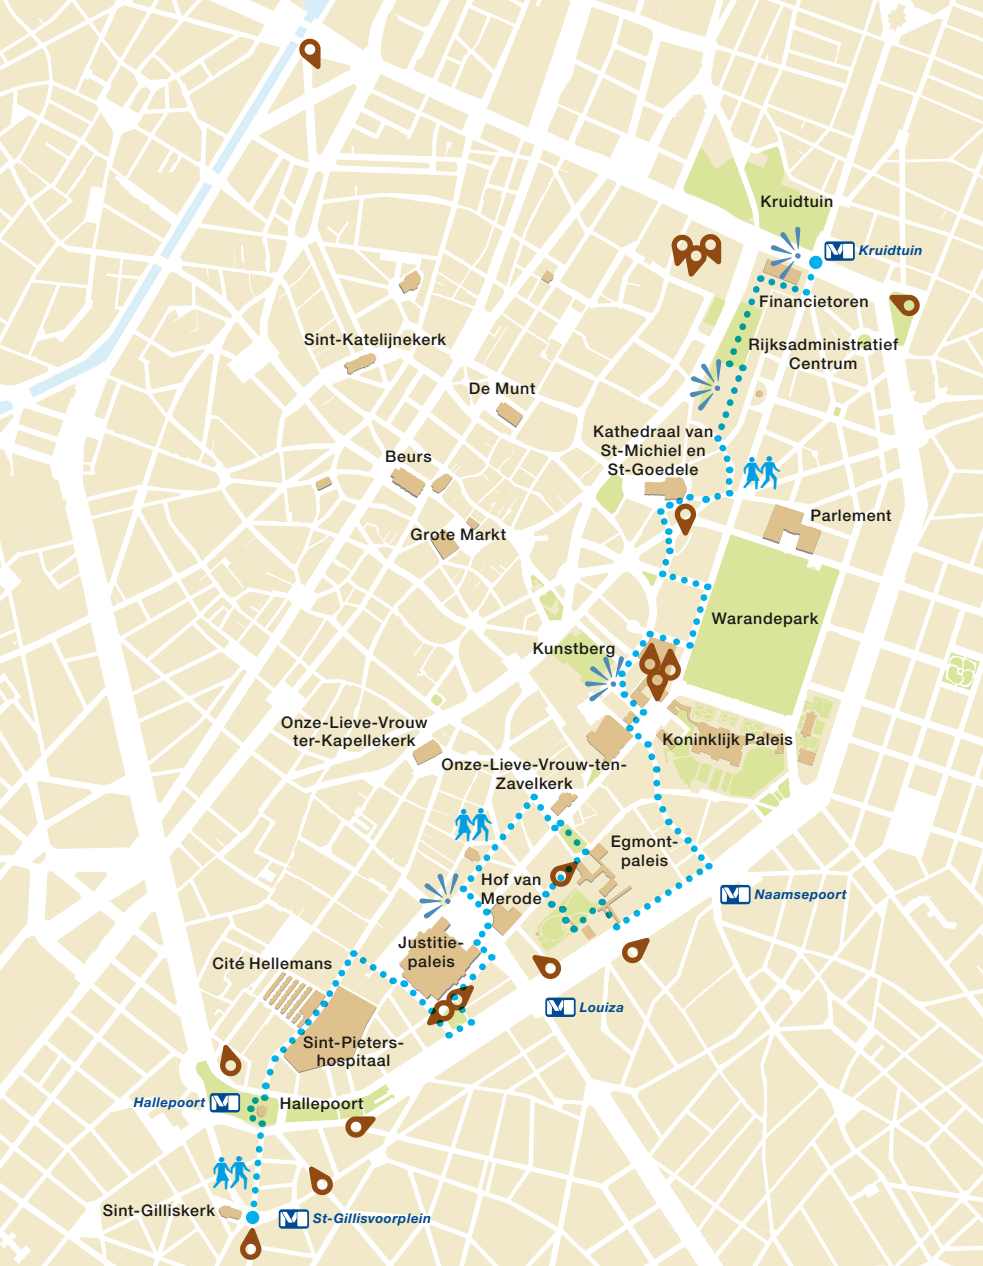 Kruidtuin
Kruidtuin
Financietoren
Rijksadministratief
Centrum
Sint-Katelijnekerk
De Munt
Kathedraal van
St-Michiel en
St-Goedele
Beurs
Parlement
Grote Markt
Warandepark
Kunstberg
Onze-Lieve-Vrouw
ter-Kapellekerk
Koninklijk Paleis
Onze-Lieve-Vrouw-ten-
Zavelkerk
Egmont-
paleis
Hof van
Merode
M Naamsepoort
Justitie-
paleis
Cité Hellemans
M Louiza
Sint-Pieters-
hospitaal
Hallepoort M
Hallepoort
Sint-Gilliskerk
M St-Gillisvoorplein